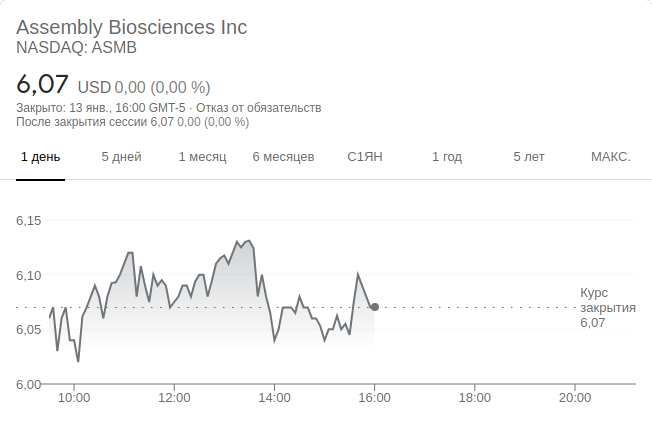 Assembly Biosciences Inc
NASDAQ: ASMB
6,07 USD 0,00 (0,00 %)
Закрыто: 13 янв., 16:00 GMT-5 · Отказ от обязательств
После закрытия сессии 6,07 0,00 (0,00 %)
1 день 5 дней 1 месяц 6 месяцев С1ЯН 1 год 5 лет МАКС.
6,15
6,10
Курс
закрытия
6,07
6,05
6,00
10:00 12:00 14:00 16:00 18:00 20:00